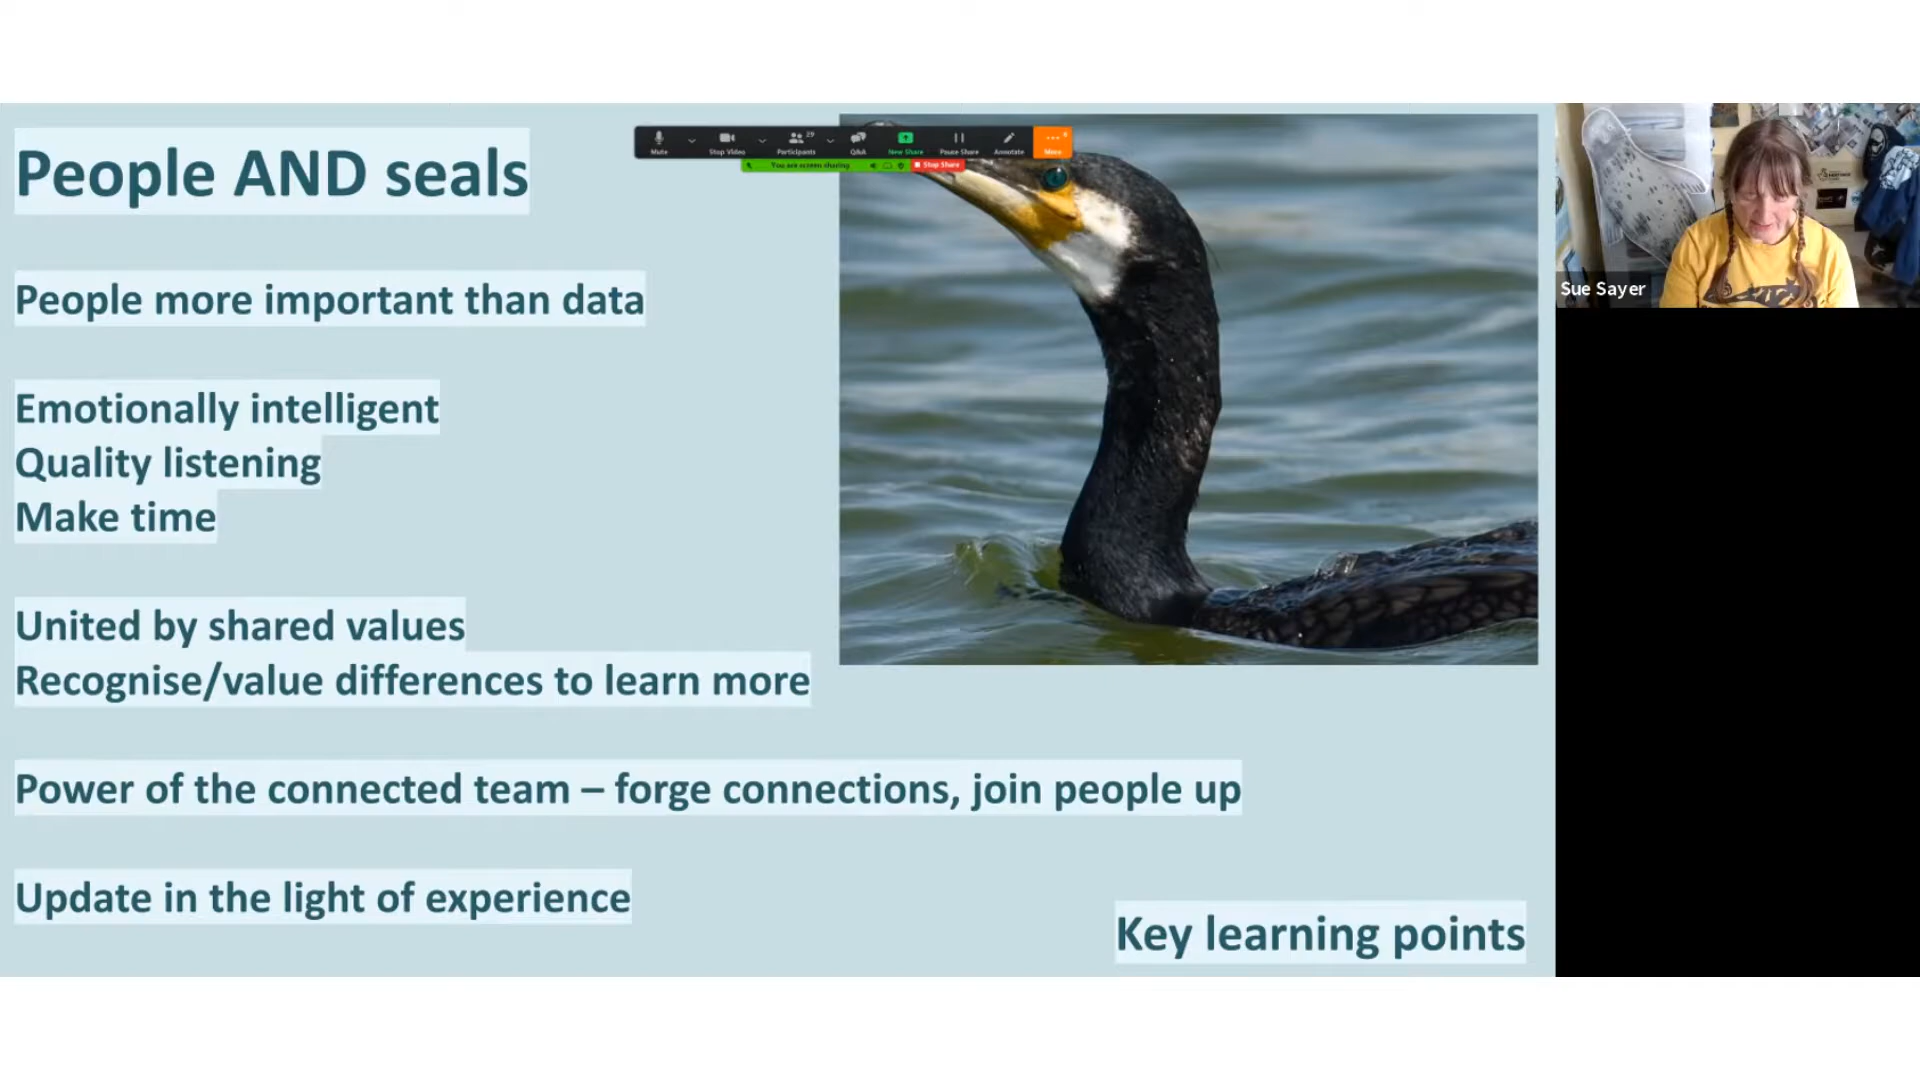 People AND seals
People more important than data
Emotionally intelligent
Quality listening
Make time
United by shared values
Recognise/value differences to learn more
Power of the connected team – forge connections, join people up
Update in the light of experience
Key learning points
Mute
Stop Video
Participants
29
Q&A
New Share
Pause Share
Annotate
More
You are screen sharing
Stop Share
Sue Sayer